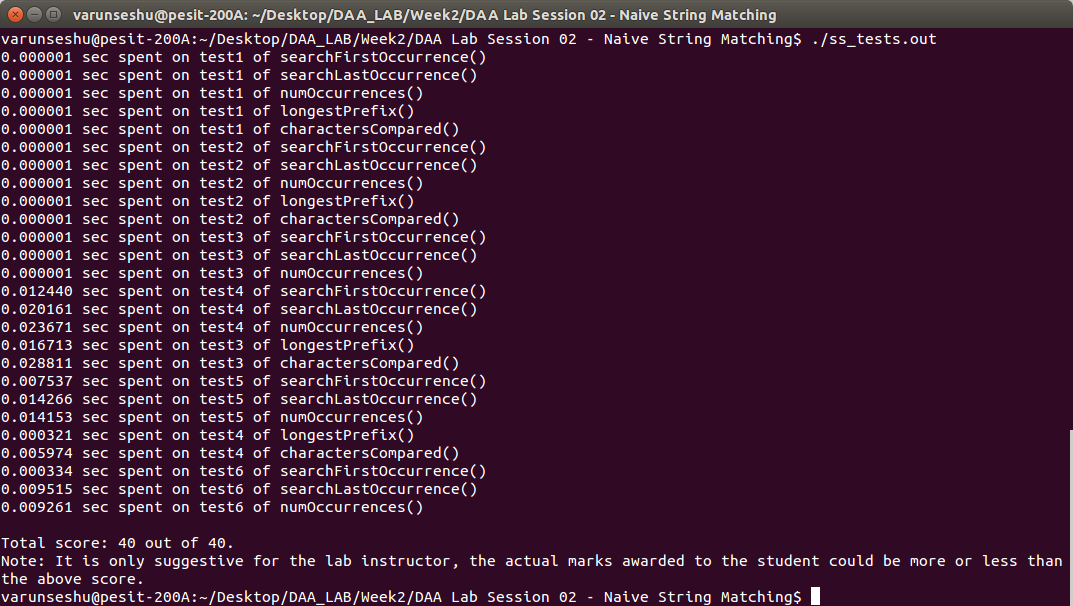 varunseshu@pesit-200A: ~/Desktop/DAA_LAB/Week2/DAA Lab Session 02 - Naive String Matching
varunseshu@pesit-200A:~/Desktop/DAA_LAB/Week2/DAA Lab Session 02 - Naive String Matching$ ./ss_tests.out
0.000001 sec spent on test1 of searchFirstOccurrence()
0.000001 sec spent on test1 of searchLastOccurrence()
0.000001 sec spent on test1 of numOccurrences()
0.000001 sec spent on test1 of longestPrefix()
0.000001 sec spent on test1 of charactersCompared()
0.000001 sec spent on test2 of searchFirstOccurrence()
0.000001 sec spent on test2 of searchLastOccurrence()
0.000001 sec spent on test2 of numOccurrences()
0.000001 sec spent on test2 of longestPrefix()
0.000001 sec spent on test2 of charactersCompared()
0.000001 sec spent on test3 of searchFirstOccurrence()
0.000001 sec spent on test3 of searchLastOccurrence()
0.000001 sec spent on test3 of numOccurrences()
0.012440 sec spent on test4 of searchFirstOccurrence()
0.020161 sec spent on test4 of searchLastOccurrence()
0.023671 sec spent on test4 of numOccurrences()
0.016713 sec spent on test3 of longestPrefix()
0.028811 sec spent on test3 of charactersCompared()
0.007537 sec spent on test5 of searchFirstOccurrence()
0.014266 sec spent on test5 of searchLastOccurrence()
0.014153 sec spent on test5 of numOccurrences()
0.000321 sec spent on test4 of longestPrefix()
0.005974 sec spent on test4 of charactersCompared()
0.000334 sec spent on test6 of searchFirstOccurrence()
0.009515 sec spent on test6 of searchLastOccurrence()
0.009261 sec spent on test6 of numOccurrences()
Total score: 40 out of 40.
Note: It is only suggestive for the lab instructor, the actual marks awarded to the student could be more or less than
the above score.
varunseshu@pesit-200A:~/Desktop/DAA_LAB/Week2/DAA Lab Session 02 - Naive String Matching$